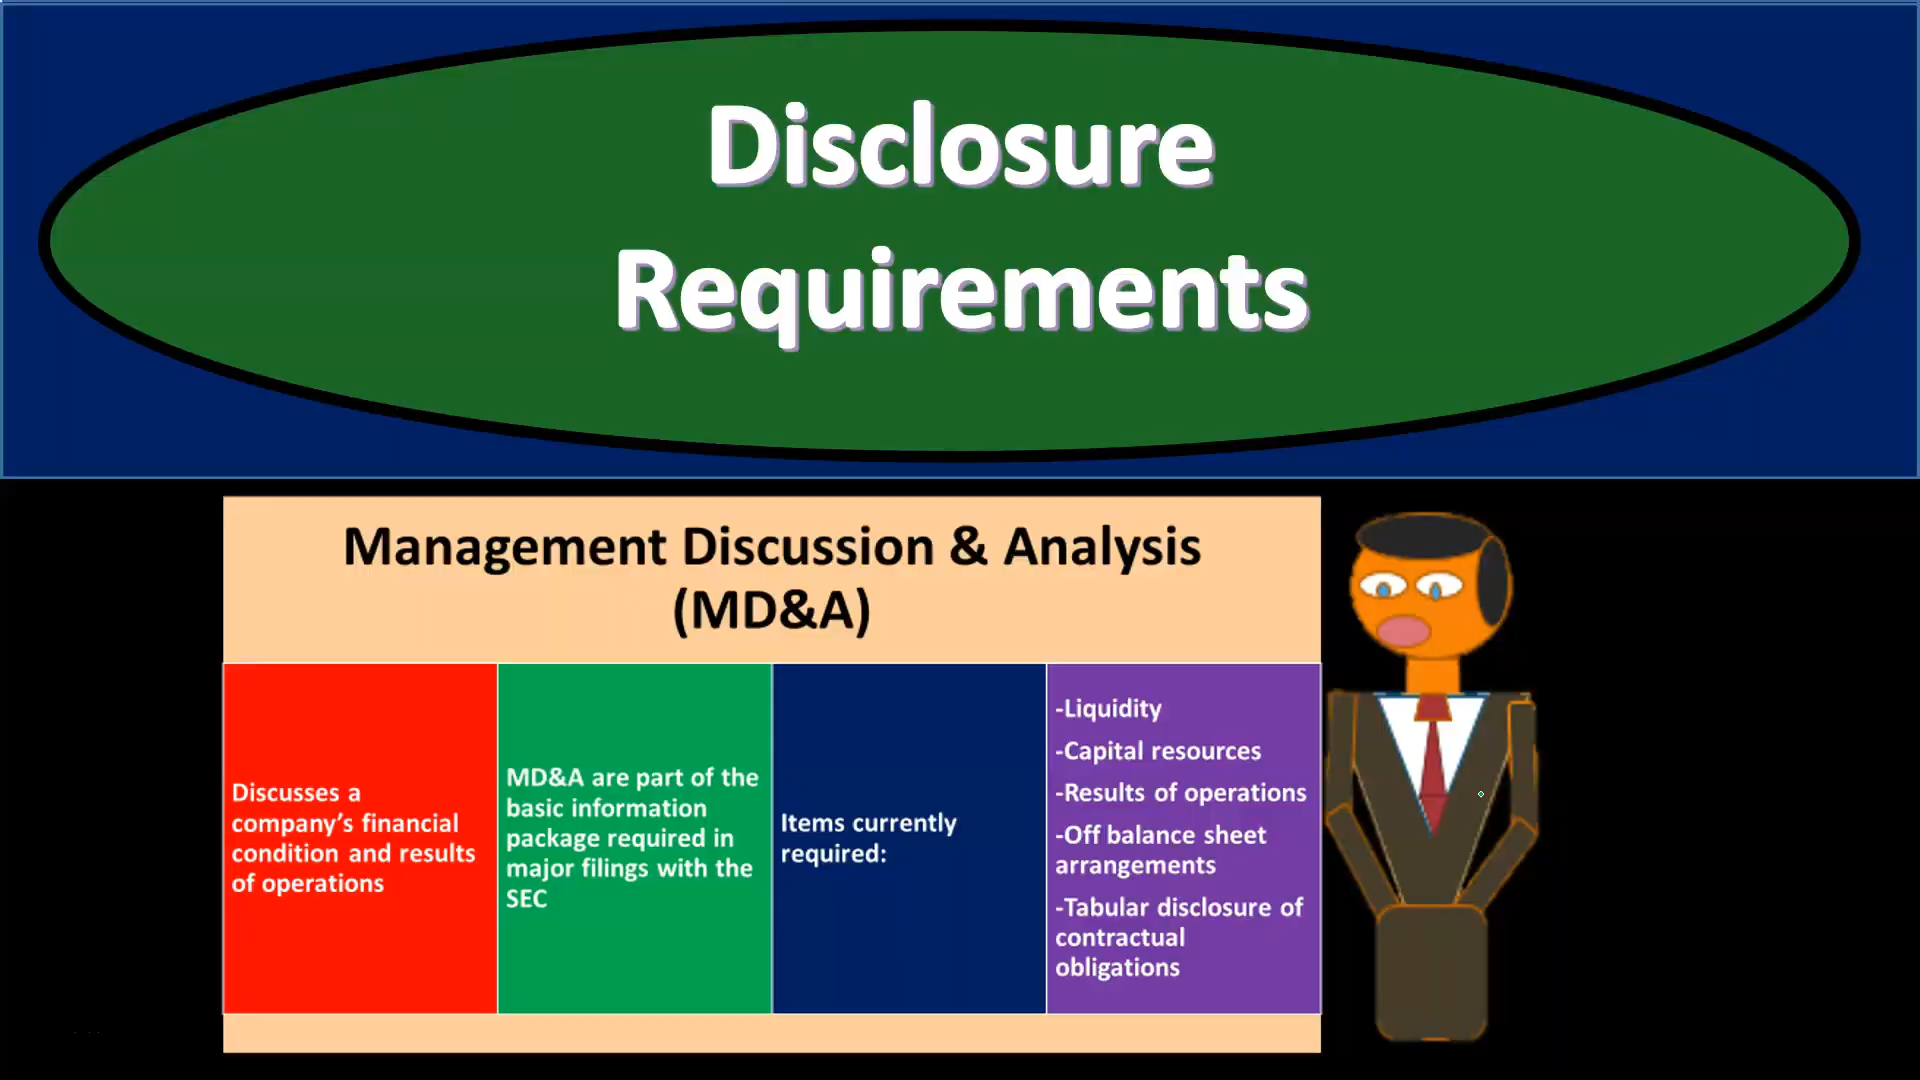 Disclosure
Requirements
Management Discussion & Analysis
(MD&A)
Discusses a
company's financial
condition and results
of operations
MD&A are part of the
basic information
package required in
major filings with the
SEC
Items currently
required:
-Liquidity
-Capital resources
-Results of operations
-Off balance sheet
arrangements
-Tabular disclosure of
contractual
obligations